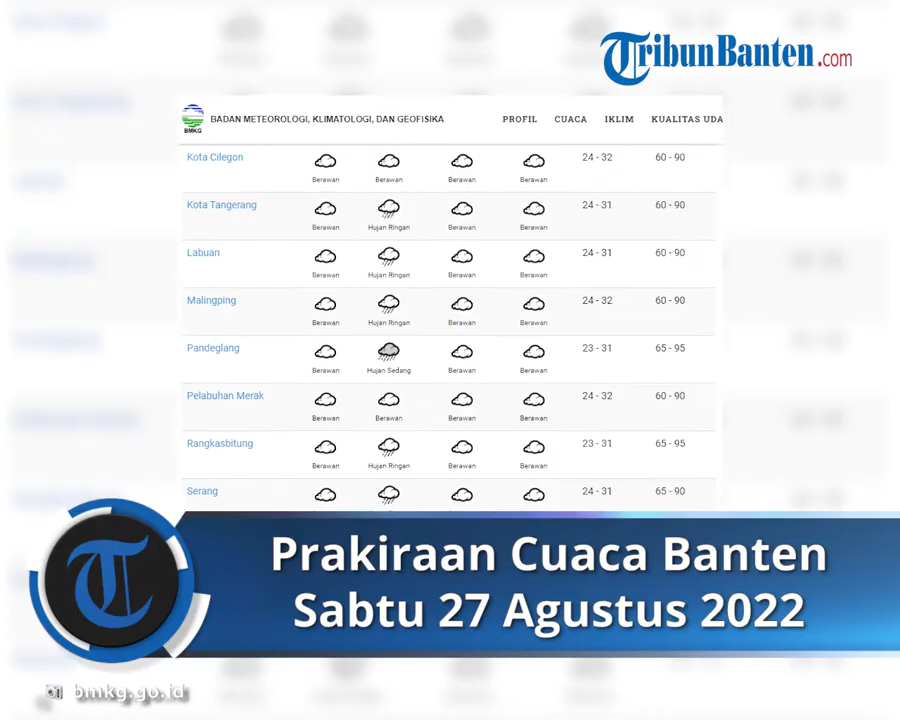 TribunBanten.com
BMKG
BADAN METEOROLOGI, KLIMATOLOGI, DAN GEOFISIKA PROFIL CUACA IKLIM KUALITAS UDA
Kota Cilegon 24 - 32 60 - 90
Berawan Berawan Berawan Berawan
Kota Tangerang 24 - 31 60 - 90
Berawan Hujan Ringan Berawan Berawan
Labuan 24 - 31 60 - 90
Berawan Hujan Ringan Berawan Berawan
Malingping 24 - 32 60 - 90
Berawan Hujan Ringan Berawan Berawan
Pandeglang 23 - 31 65 - 95
Berawan Hujan Sedang Berawan Berawan
Pelabuhan Merak 24 - 32 60 - 90
Berawan Berawan Berawan Berawan
Rangkasbitung 23 - 31 65 - 95
Berawan Hujan Ringan Berawan Berawan
Serang 24 - 31 65 - 90
T
Prakiraan Cuaca Banten
Sabtu 27 Agustus 2022
bmkg.go.id